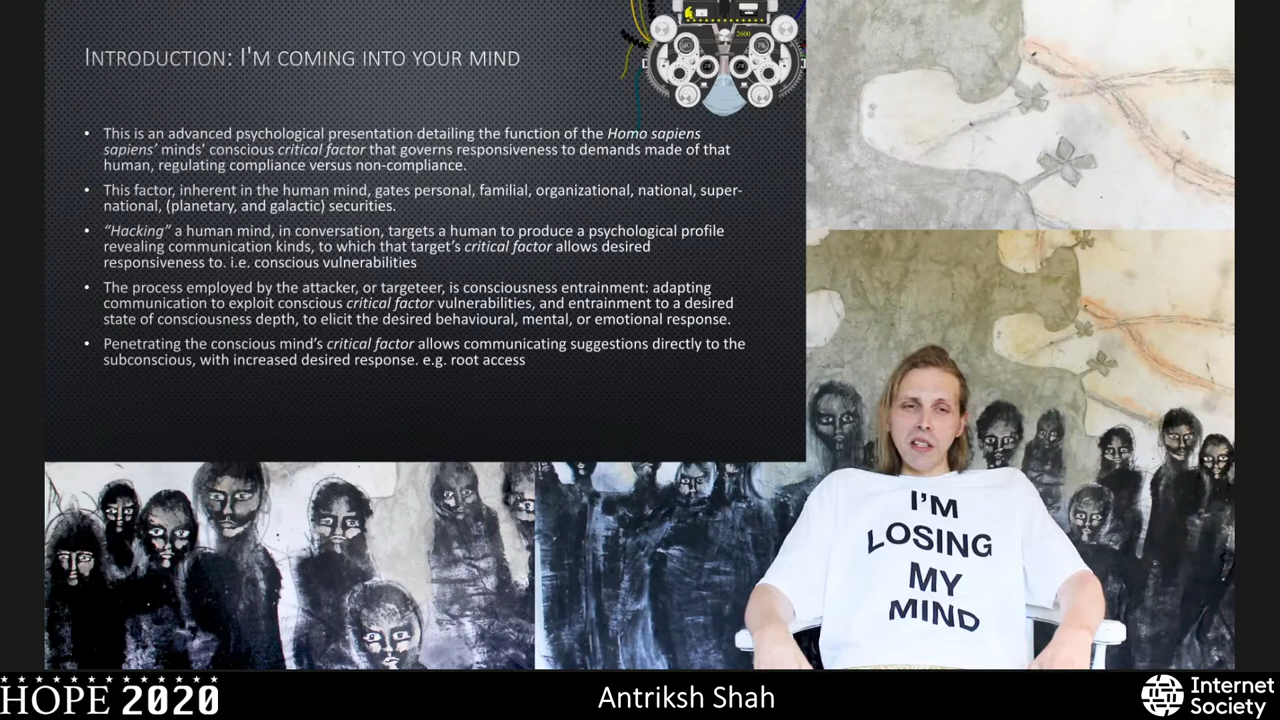 INTRODUCTION: I'M COMING INTO YOUR MIND
2600
• This is an advanced psychological presentation detailing the function of the Homo sapiens
sapiens' minds' conscious critical factor that governs responsiveness to demands made of that
human, regulating compliance versus non-compliance.
• This factor, inherent in the human mind, gates personal, familial, organizational, national, super-
national, (planetary, and galactic) securities.
• "Hacking" a human mind, in conversation, targets a human to produce a psychological profile
revealing communication kinds, to which that target's critical factor allows desired
responsiveness to. i.e. conscious vulnerabilities
• The process employed by the attacker, or targeteer, is consciousness entrainment: adapting
communication to exploit conscious critical factor vulnerabilities, and entrainment to a desired
state of consciousness depth, to elicit the desired behavioural, mental, or emotional response.
• Penetrating the conscious mind's critical factor allows communicating suggestions directly to the
subconscious, with increased desired response. e.g. root access
I'M
LOSING
MY
MIND
HOPE 2020
Antriksh Shah
Internet
Society